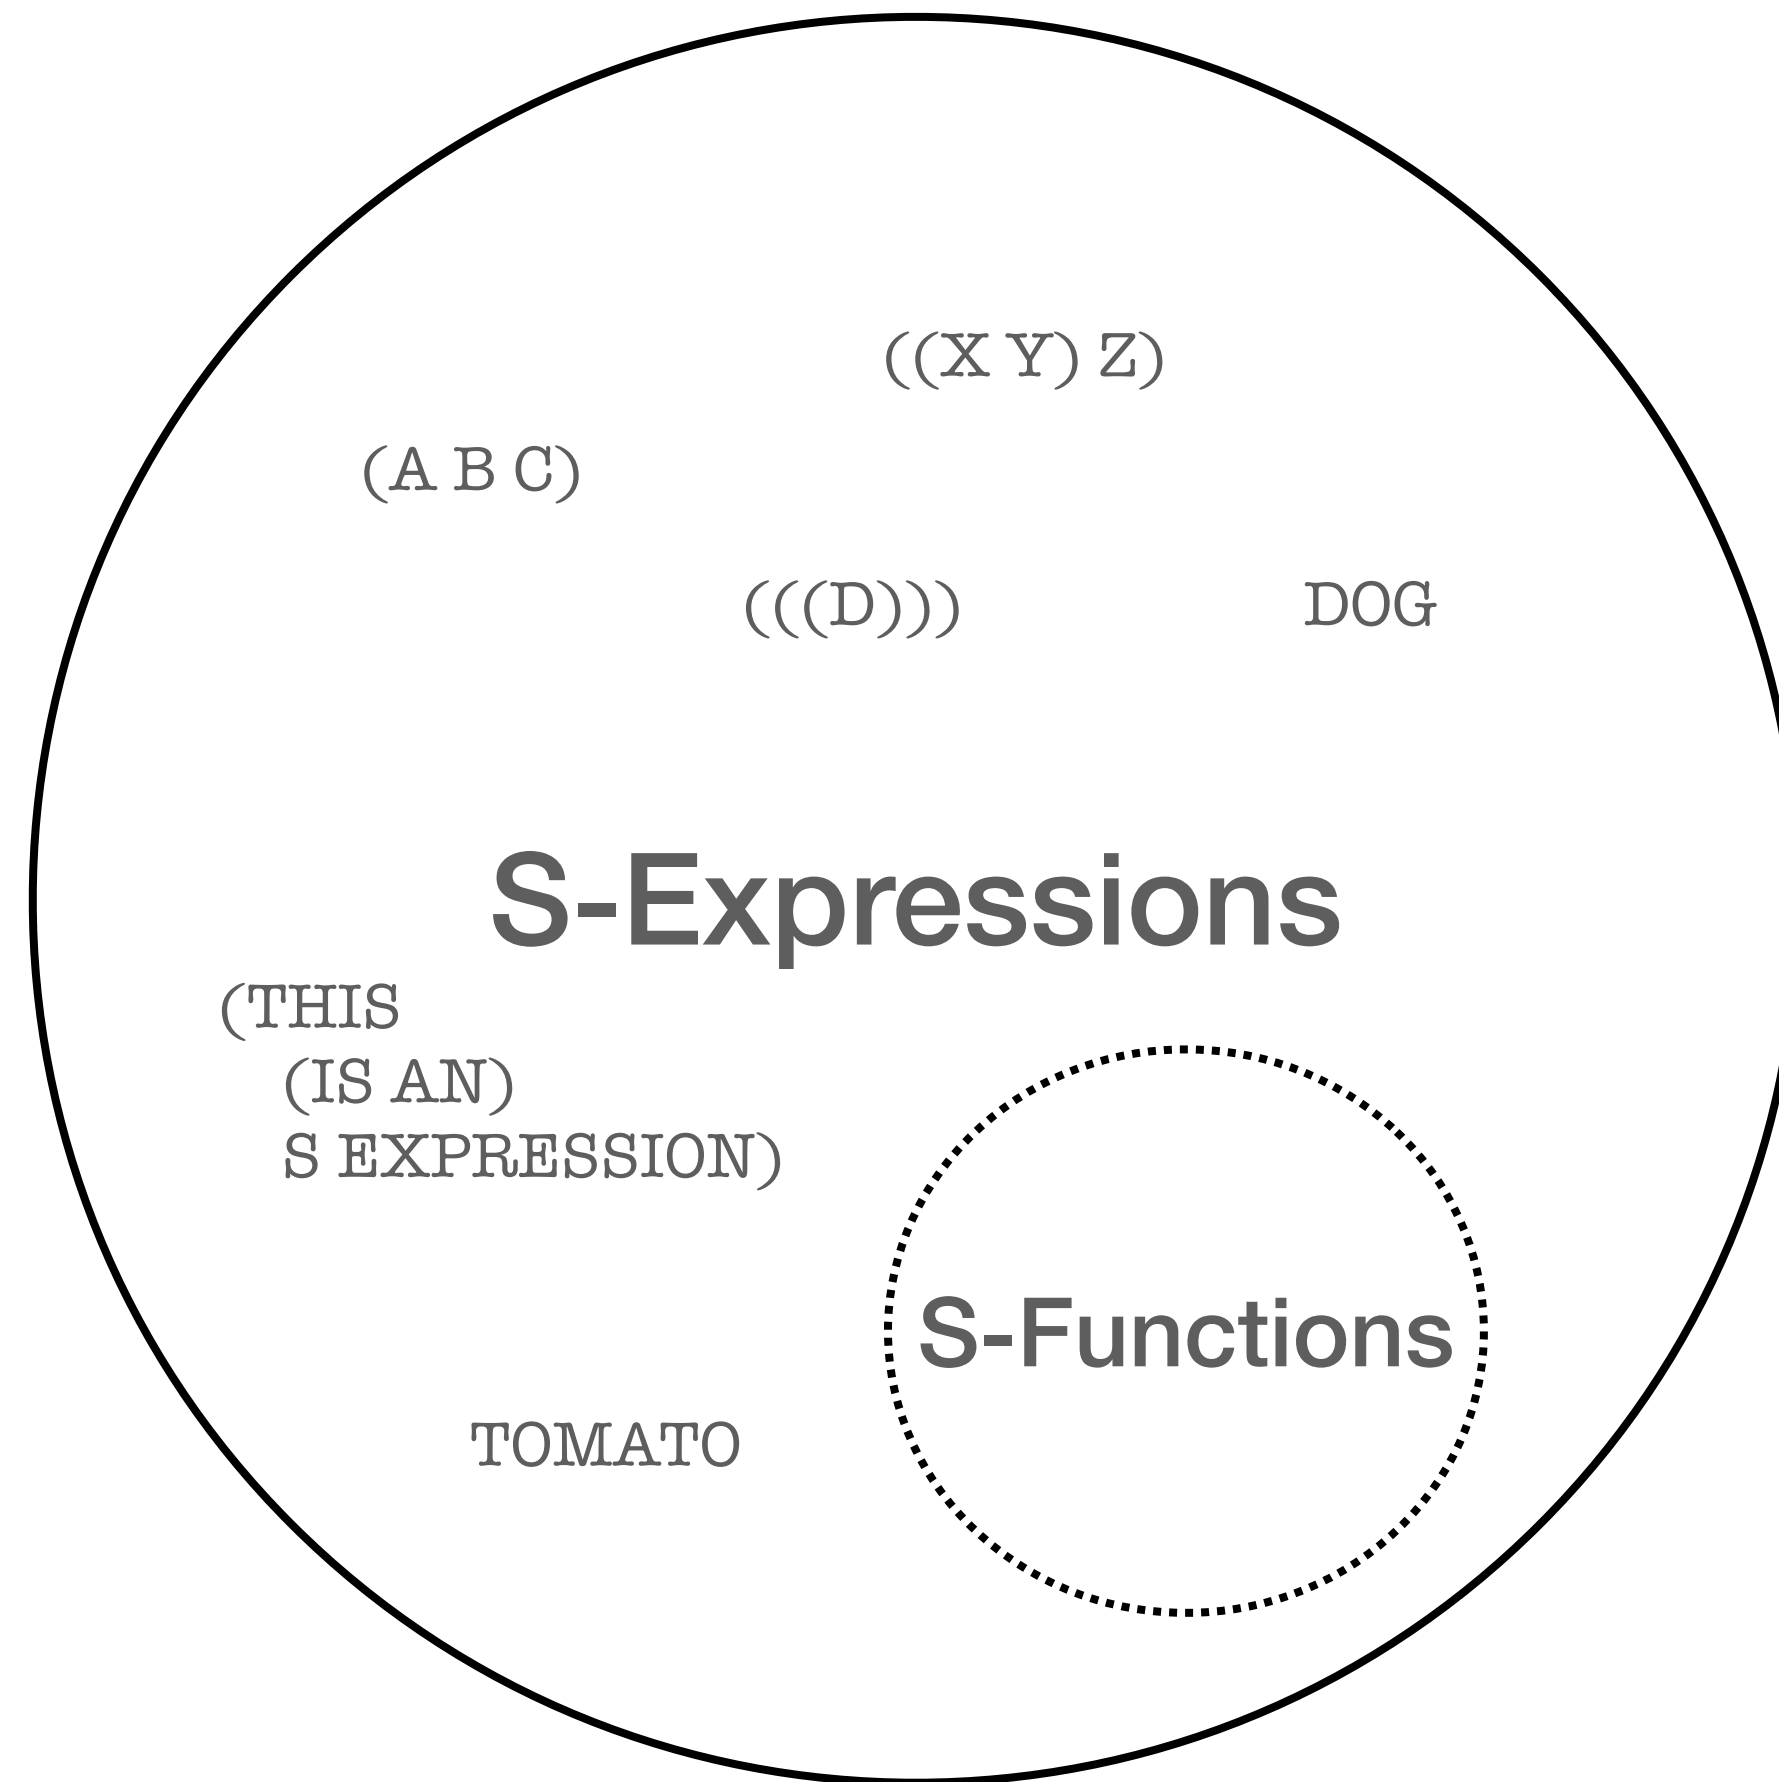 ((X Y) Z)
(A B C)
(((D)))
DOG
S-Expressions
(THIS
(IS AN)
S EXPRESSION)
S-Functions
TOMATO